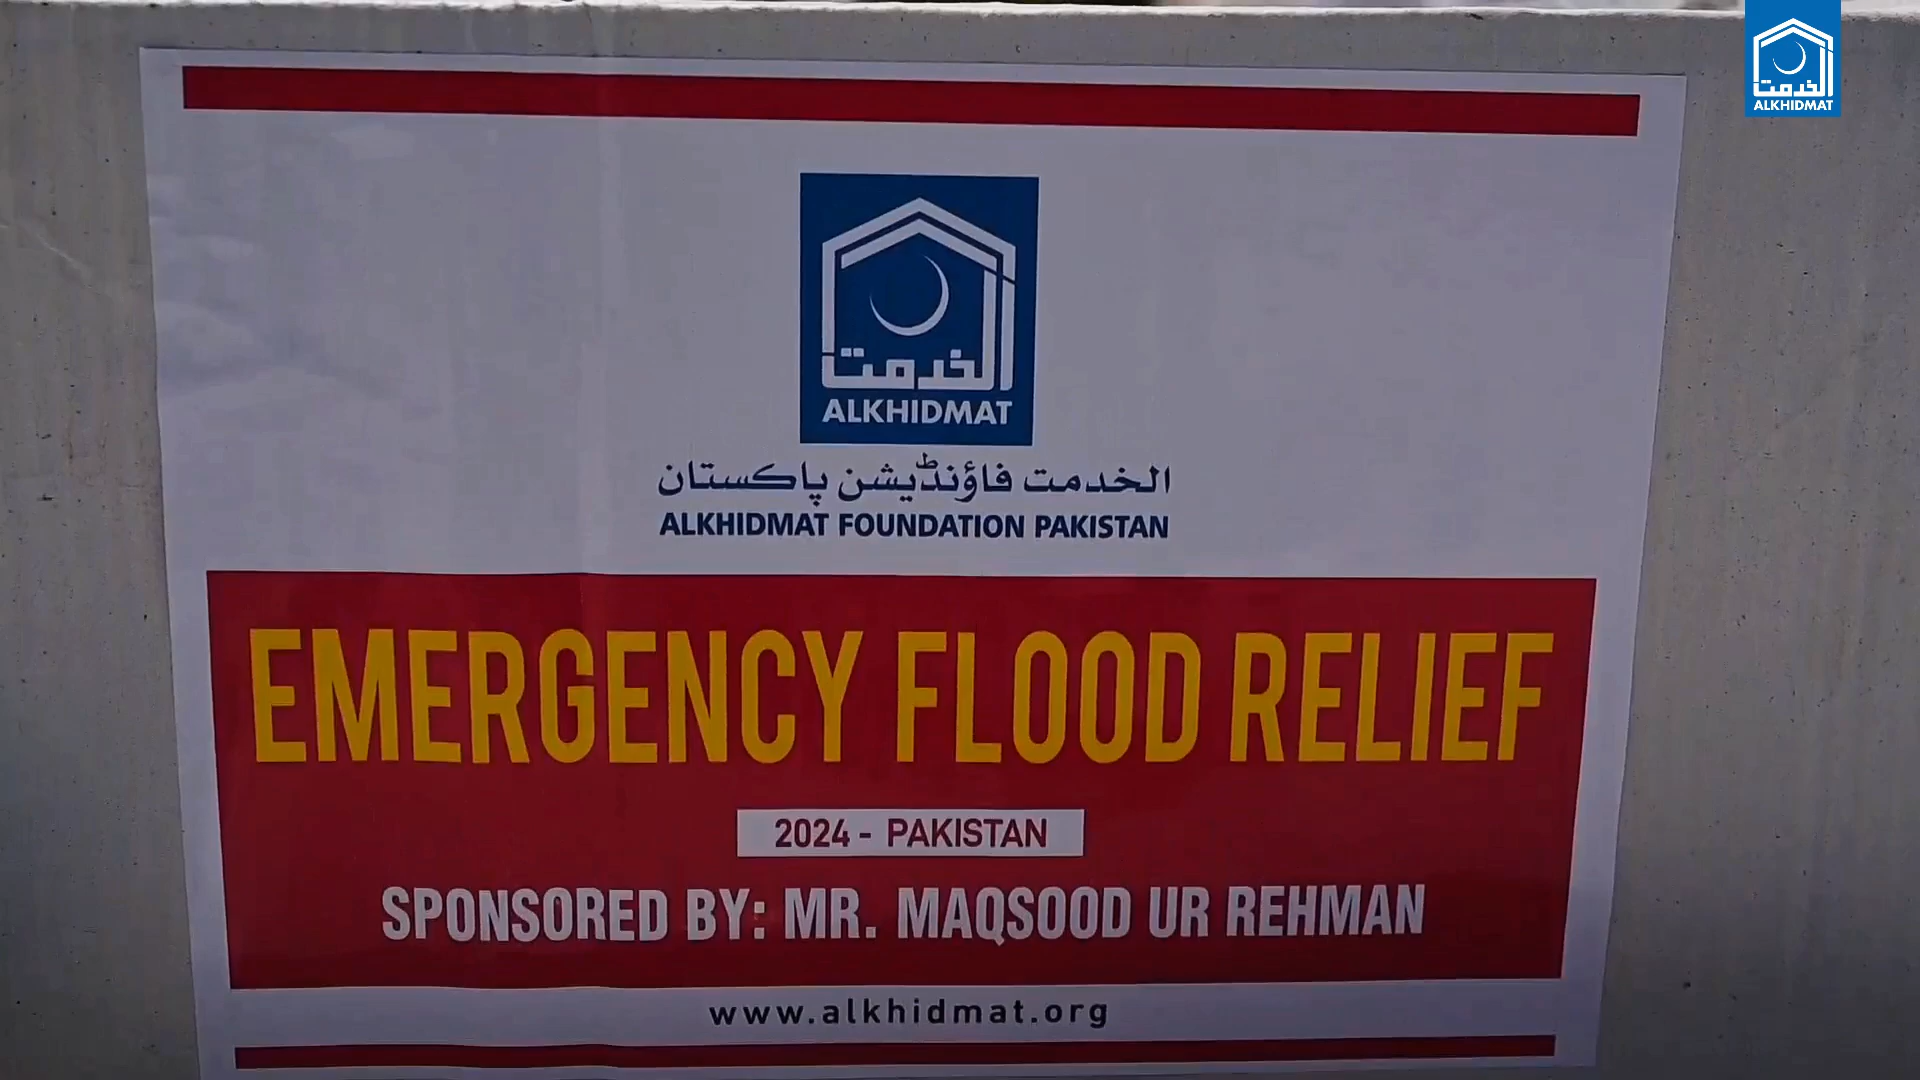 الخدمت
ALKHIDMAT
الخدمت
ALKHIDMAT
الخدمت فاؤنڈیشن پاکستان
ALKHIDMAT FOUNDATION PAKISTAN
EMERGENCY FLOOD RELIEF
2024 - PAKISTAN
SPONSORED BY: MR. MAQSOOD UR REHMAN
www.alkhidmat.org